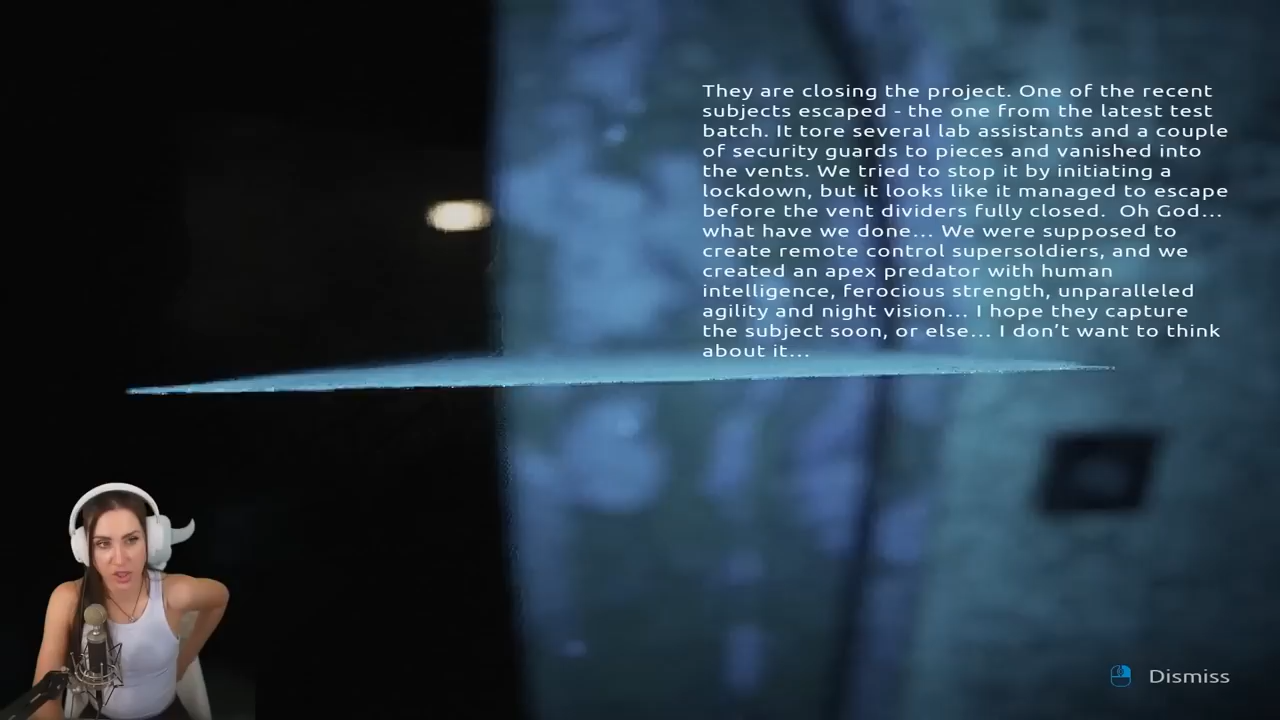 They are closing the project. One of the recent
subjects escaped - the one from the latest test
batch. It tore several lab assistants and a couple
of security guards to pieces and vanished into
the vents. We tried to stop it by initiating a
lockdown, but it looks like it managed to escape
before the vent dividers fully closed.  Oh God...
what have we done... We were supposed to
create remote control supersoldiers, and we
created an apex predator with human
intelligence, ferocious strength, unparalleled
agility and night vision... I hope they capture
the subject soon, or else... I don’t want to think
about it...
Dismiss